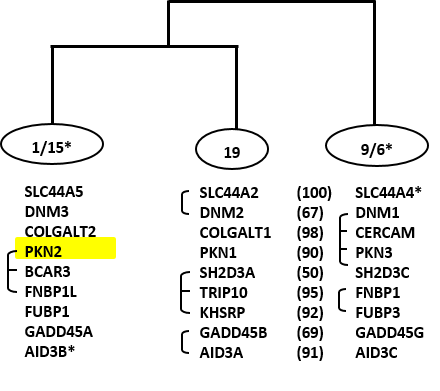 1/15* 19 9/6*
SLC44A5 SLC44A2 (100) SLC44A4*
DNM3 DNM2 (67) DNM1
COLGALT2 COLGALT1 (98) CERCAM
PKN2 PKN1 (90) PKN3
BCAR3 SH2D3A (50) SH2D3C
FNBP1L TRIP10 (95) FNBP1
FUBP1 KHSRP (92) FUBP3
GADD45A GADD45B (69) GADD45G
AID3B* AID3A (91) AID3C